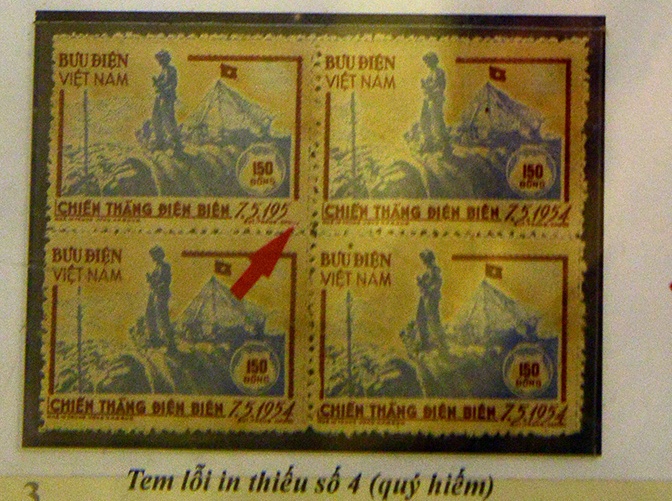 BƯU ĐIỆN
VIỆT NAM
150
ĐỒNG
CHIẾN THẮNG ĐIỆN BIÊN 7.5.195
BƯU ĐIỆN
VIỆT NAM
150
ĐỒNG
CHIẾN THẮNG ĐIỆN BIÊN 7.5.1954
BƯU ĐIỆN
VIỆT NAM
150
ĐỒNG
CHIẾN THẮNG ĐIỆN BIÊN 7.5.1954
BƯU ĐIỆN
VIỆT NAM
150
ĐỒNG
CHIẾN THẮNG ĐIỆN BIÊN 7.5.1954
Tem lỗi in thiếu số 4 (quý hiếm)
3